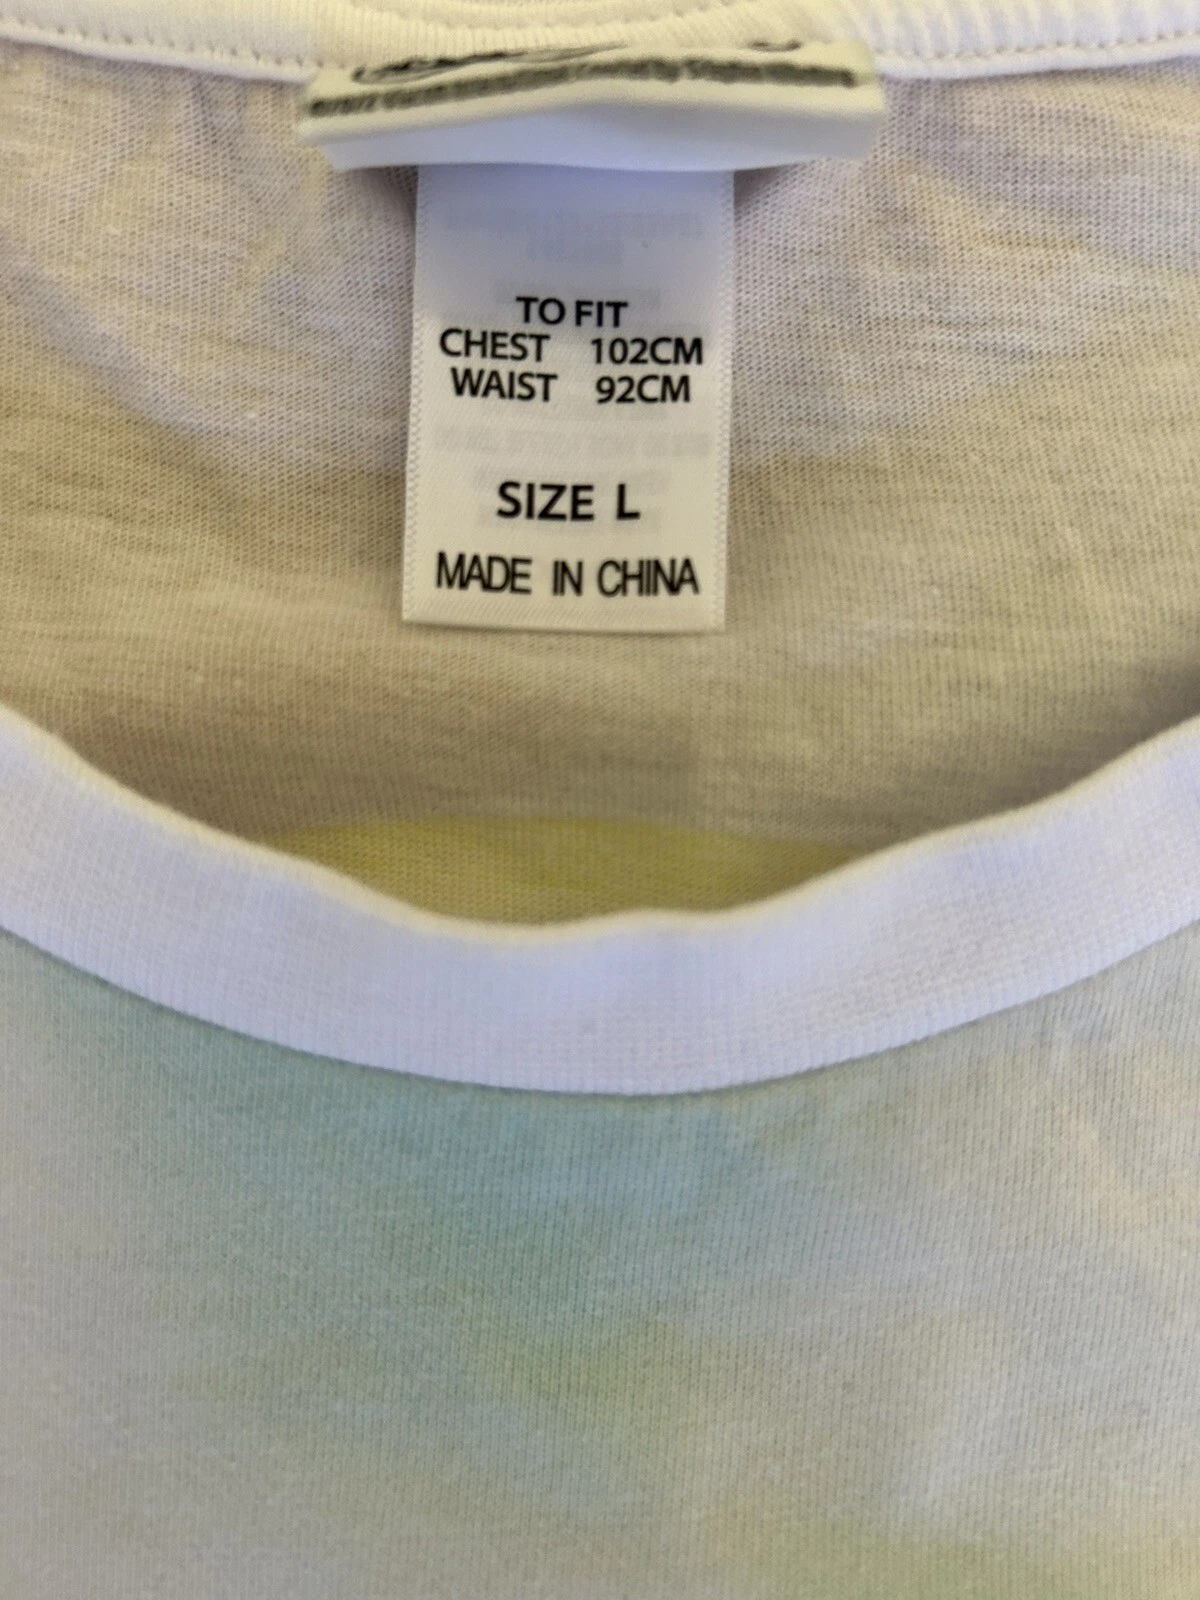 TO FIT
CHEST 102CM
WAIST 92CM
SIZE L
MADE IN CHINA